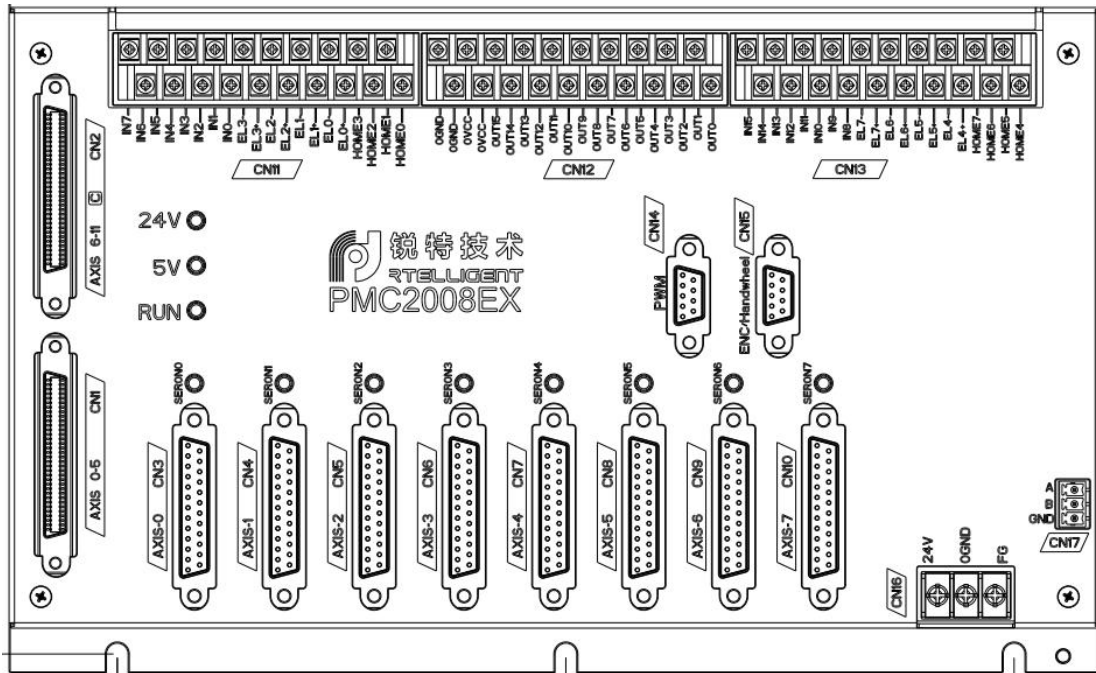 IN7
IN6
IN5
IN4
IN3
IN2
IN1
IN0
EL3-
EL3+
EL2-
EL2+
EL1-
EL1+
EL0-
EL0+
HOME3
HOME2
HOME1
HOME0
OGND
OGND
OVCC
OVCC
OUT15
OUT14
OUT13
OUT12
OUT11
OUT10
OUT9
OUT8
OUT7
OUT6
OUT5
OUT4
OUT3
OUT2
OUT1
OUT0
IN15
IN14
IN13
IN12
IN11
IN10
IN9
IN8
EL7-
EL7+
EL6-
EL6+
EL5-
EL5+
EL4-
EL4+
HOME7
HOME6
HOME5
HOME4
CN11
CN12
CN13
AXIS 6-11 C CN2
24V
5V
RUN
锐特技术
RTELLIGENT
PMC2008EX
CN14
PWM
CN15
ENC/Handwheel
AXIS 0-5 CN1
SERON0
SERON1
SERON2
SERON3
SERON4
SERON5
SERON6
SERON7
AXIS-0 CN3
AXIS-1 CN4
AXIS-2 CN5
AXIS-3 CN6
AXIS-4 CN7
AXIS-5 CN8
AXIS-6 CN9
AXIS-7 CN10
A
B
GND
CN17
24V
OGND
FG
CN16